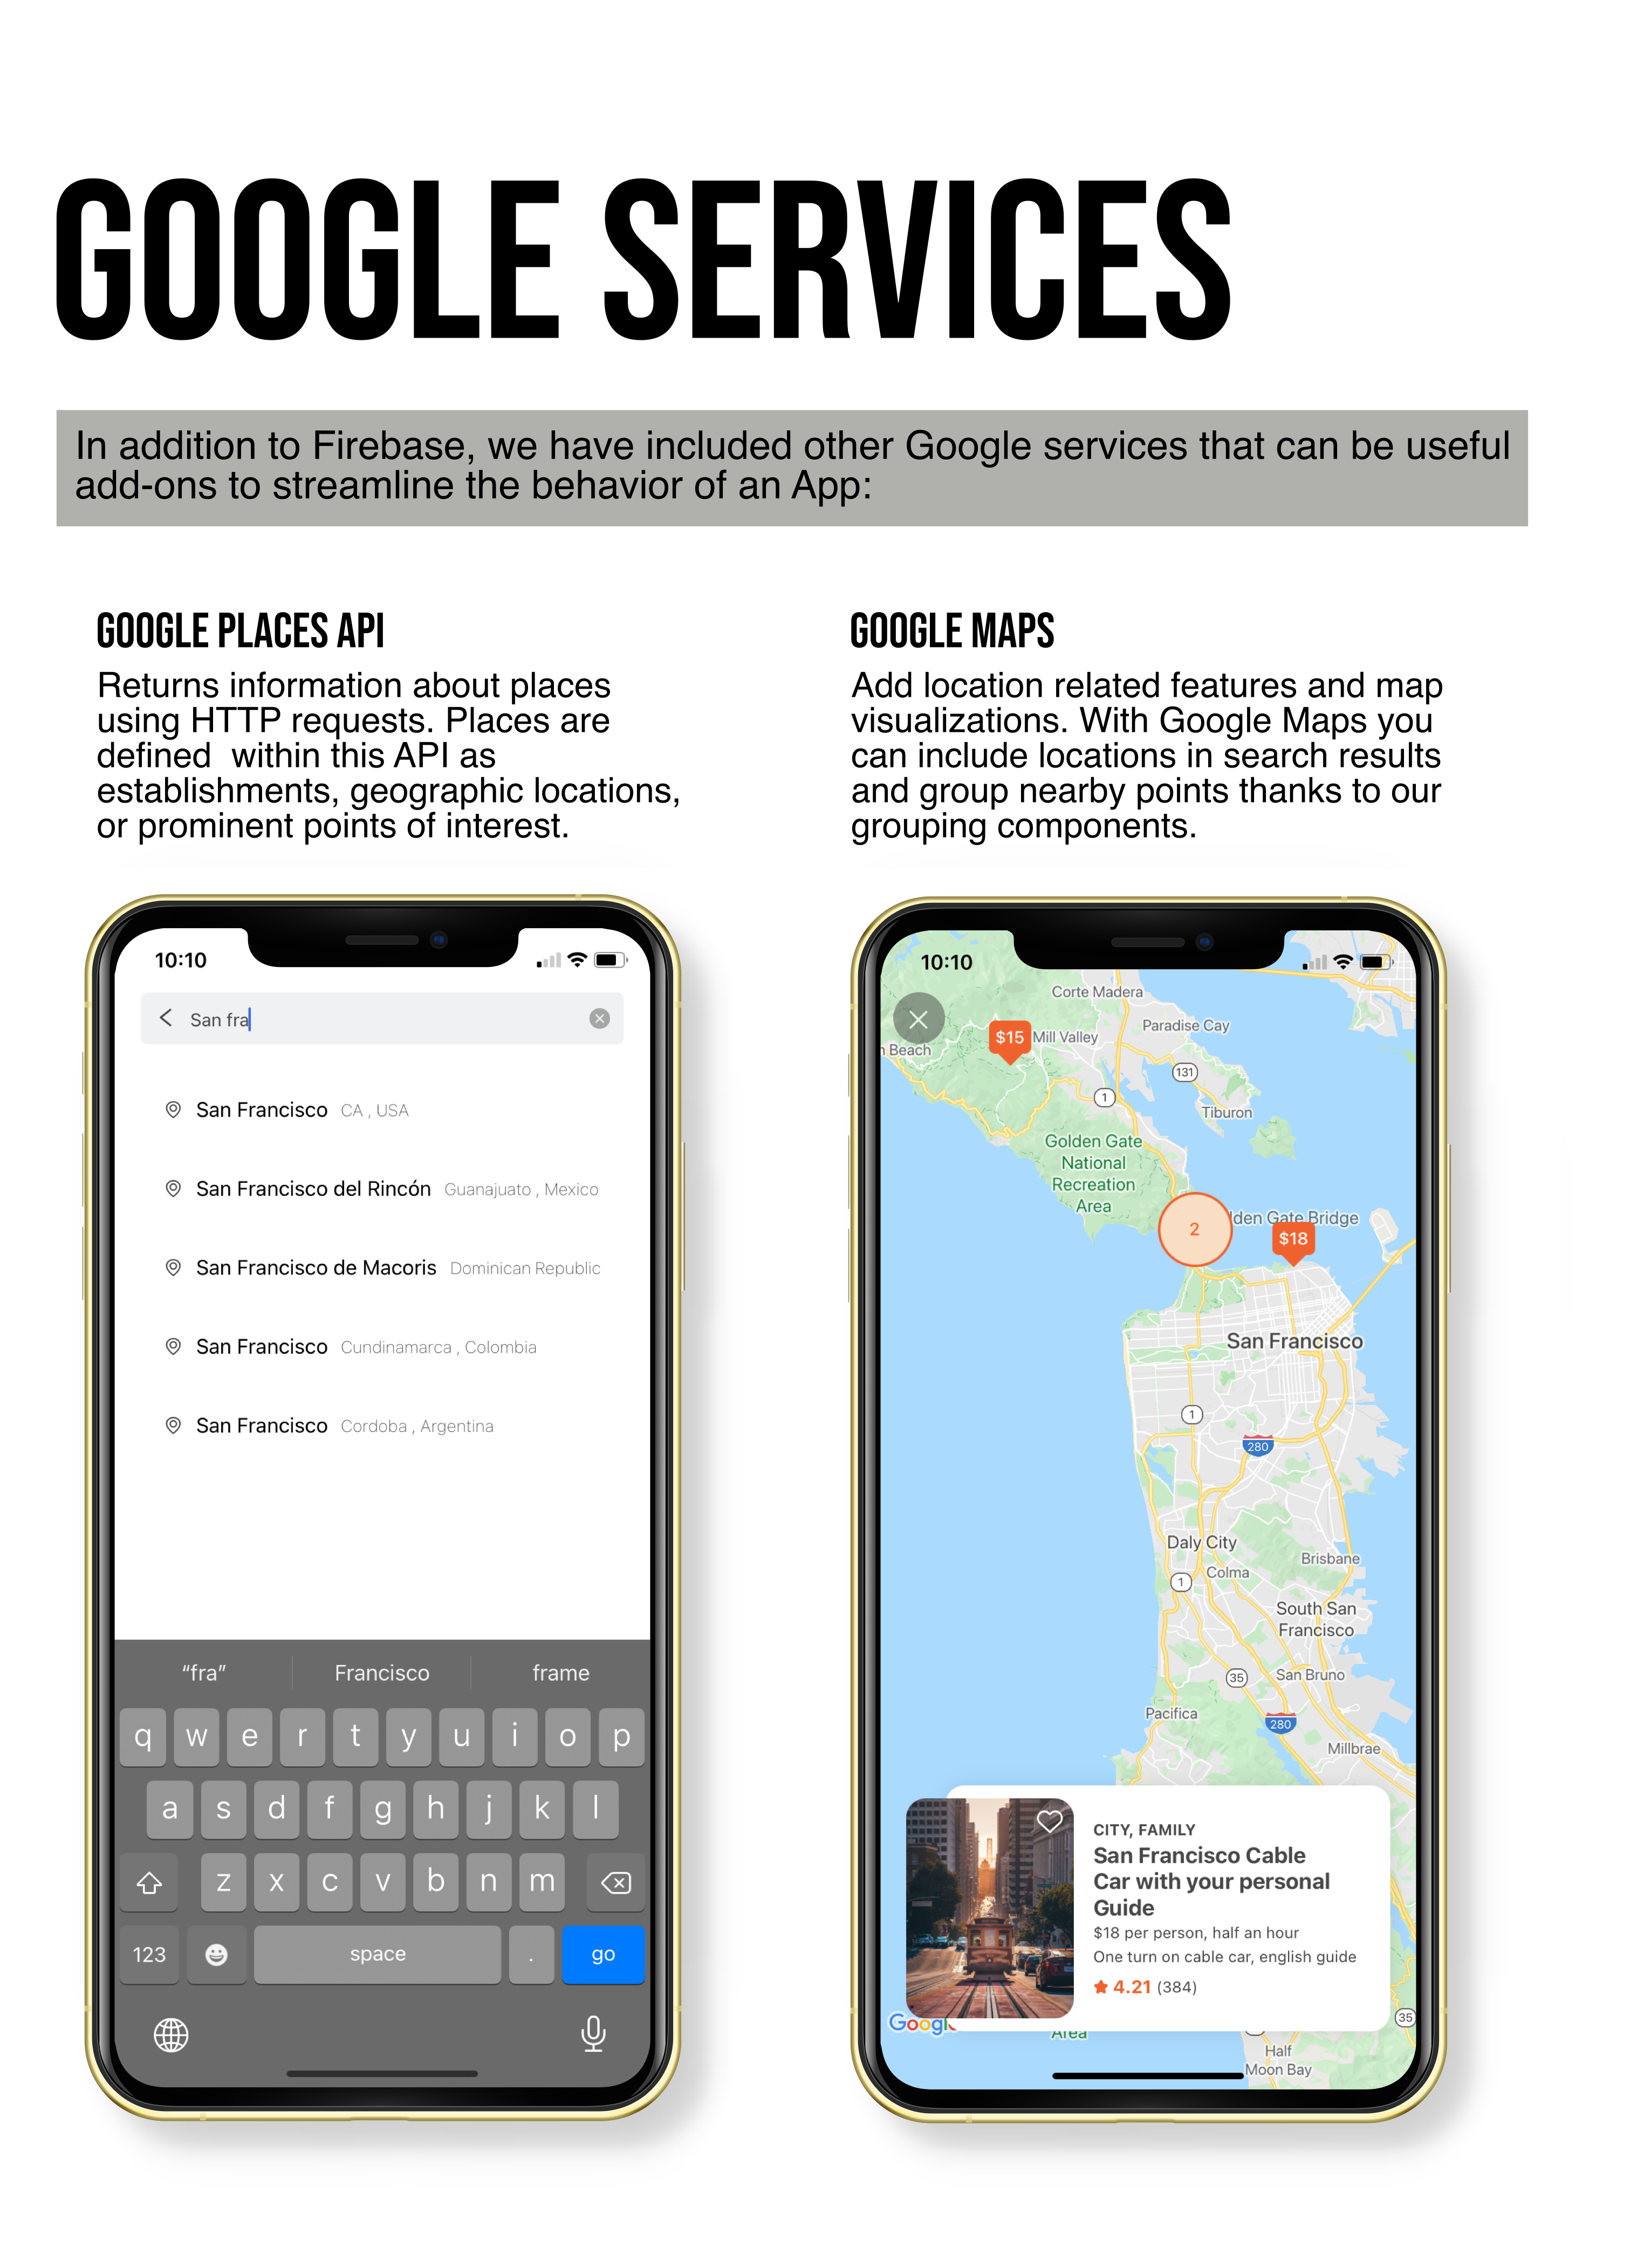 GOOGLE SERVICES
In addition to Firebase, we have included other Google services that can be useful
add-ons to streamline the behavior of an App:
GOOGLE PLACES API
Returns information about places
using HTTP requests. Places are
defined  within this API as
establishments, geographic locations,
or prominent points of interest.
GOOGLE MAPS
Add location related features and map
visualizations. With Google Maps you
can include locations in search results
and group nearby points thanks to our
grouping components.
10:10
San fra
San Francisco CA , USA
San Francisco del Rincón Guanajuato , Mexico
San Francisco de Macoris Dominican Republic
San Francisco Cundinamarca , Colombia
San Francisco Cordoba , Argentina
"fra" Francisco frame
q w e r t y u i o p
a s d f g h j k l
z x c v b n m
123 space . go
10:10
Corte Madera
Paradise Cay
$15 Mill Valley
Beach
131
1
Tiburon
Golden Gate
National
Recreation
Area
Gate Bridge
2
$18
San Francisco
1
280
Daly City
Brisbane
Colma
1
South San
Francisco
35
San Bruno
Pacifica
280
Millbrae
CITY, FAMILY
San Francisco Cable
Car with your personal
Guide
$18 per person, half an hour
One turn on cable car, english guide
4.21 (384)
35
Google
Area
Half
Moon Bay